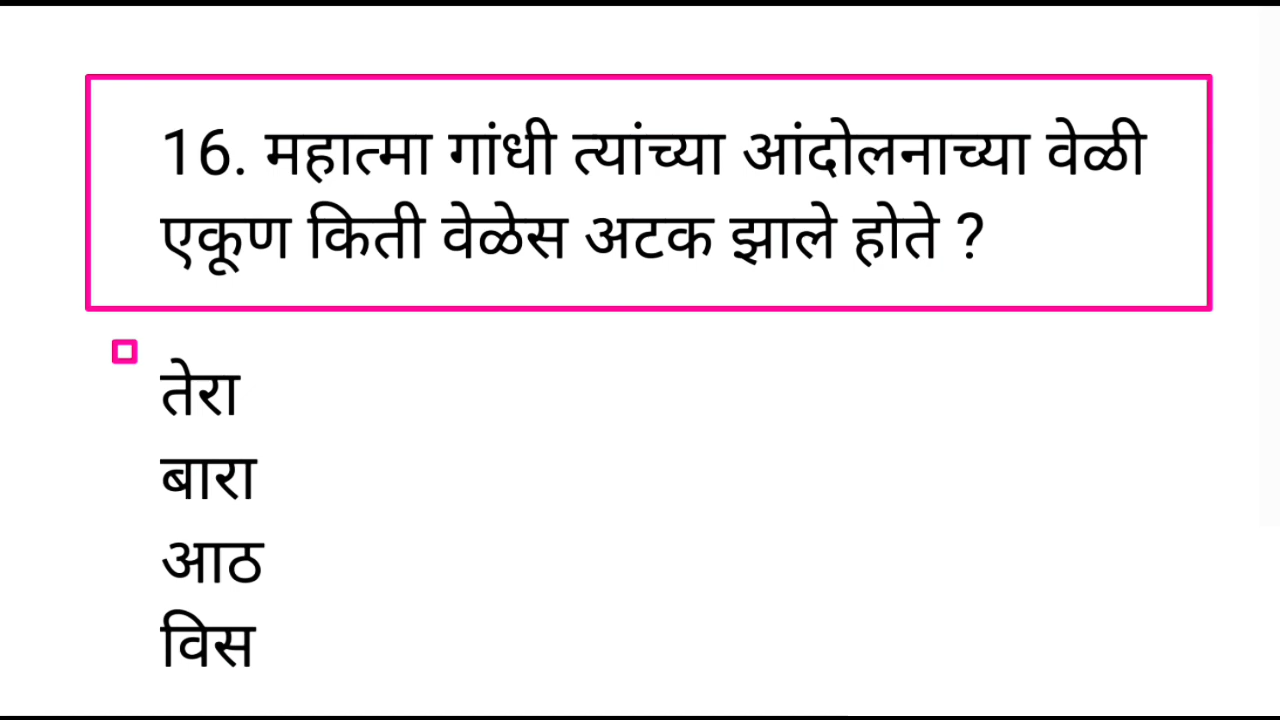 16. महात्मा गांधी त्यांच्या आंदोलनाच्या वेळी
एकूण किती वेळेस अटक झाले होते ?
तेरा
बारा
आठ
विस